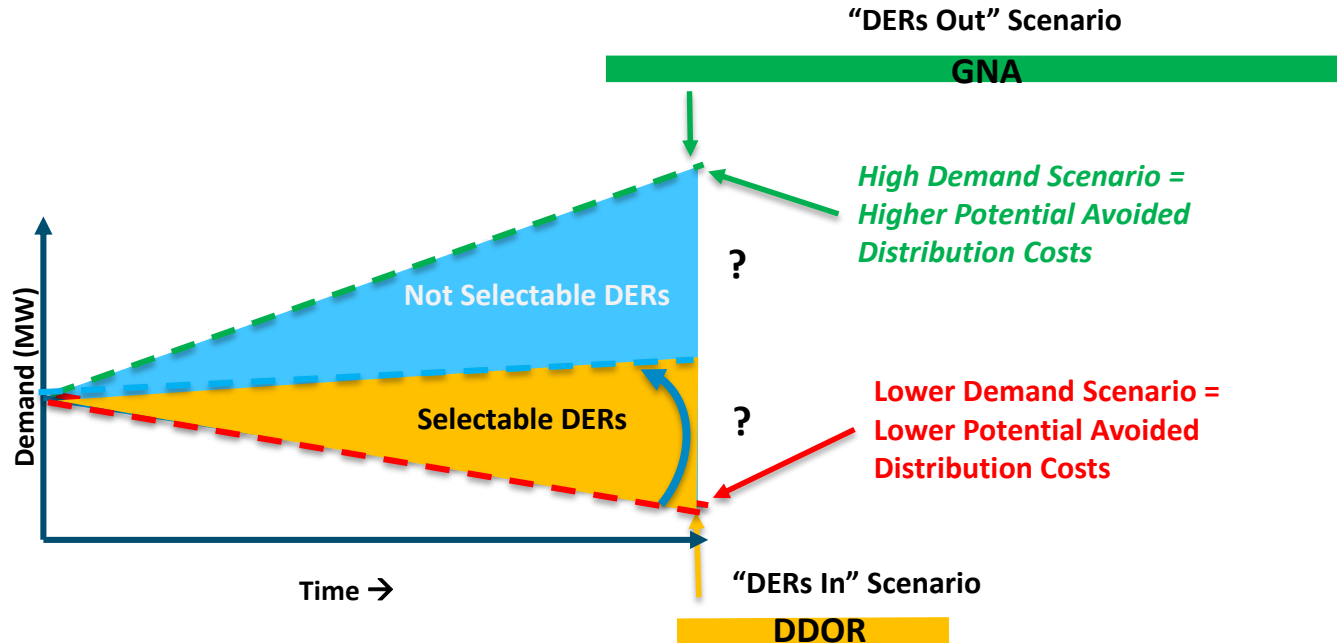 “DERs Out” Scenario
GNA
High Demand Scenario =
Higher Potential Avoided
Distribution Costs
?
Not Selectable DERs
Demand (MW)
Selectable DERs
?
Lower Demand Scenario =
Lower Potential Avoided
Distribution Costs
Time →
“DERs In” Scenario
DDOR